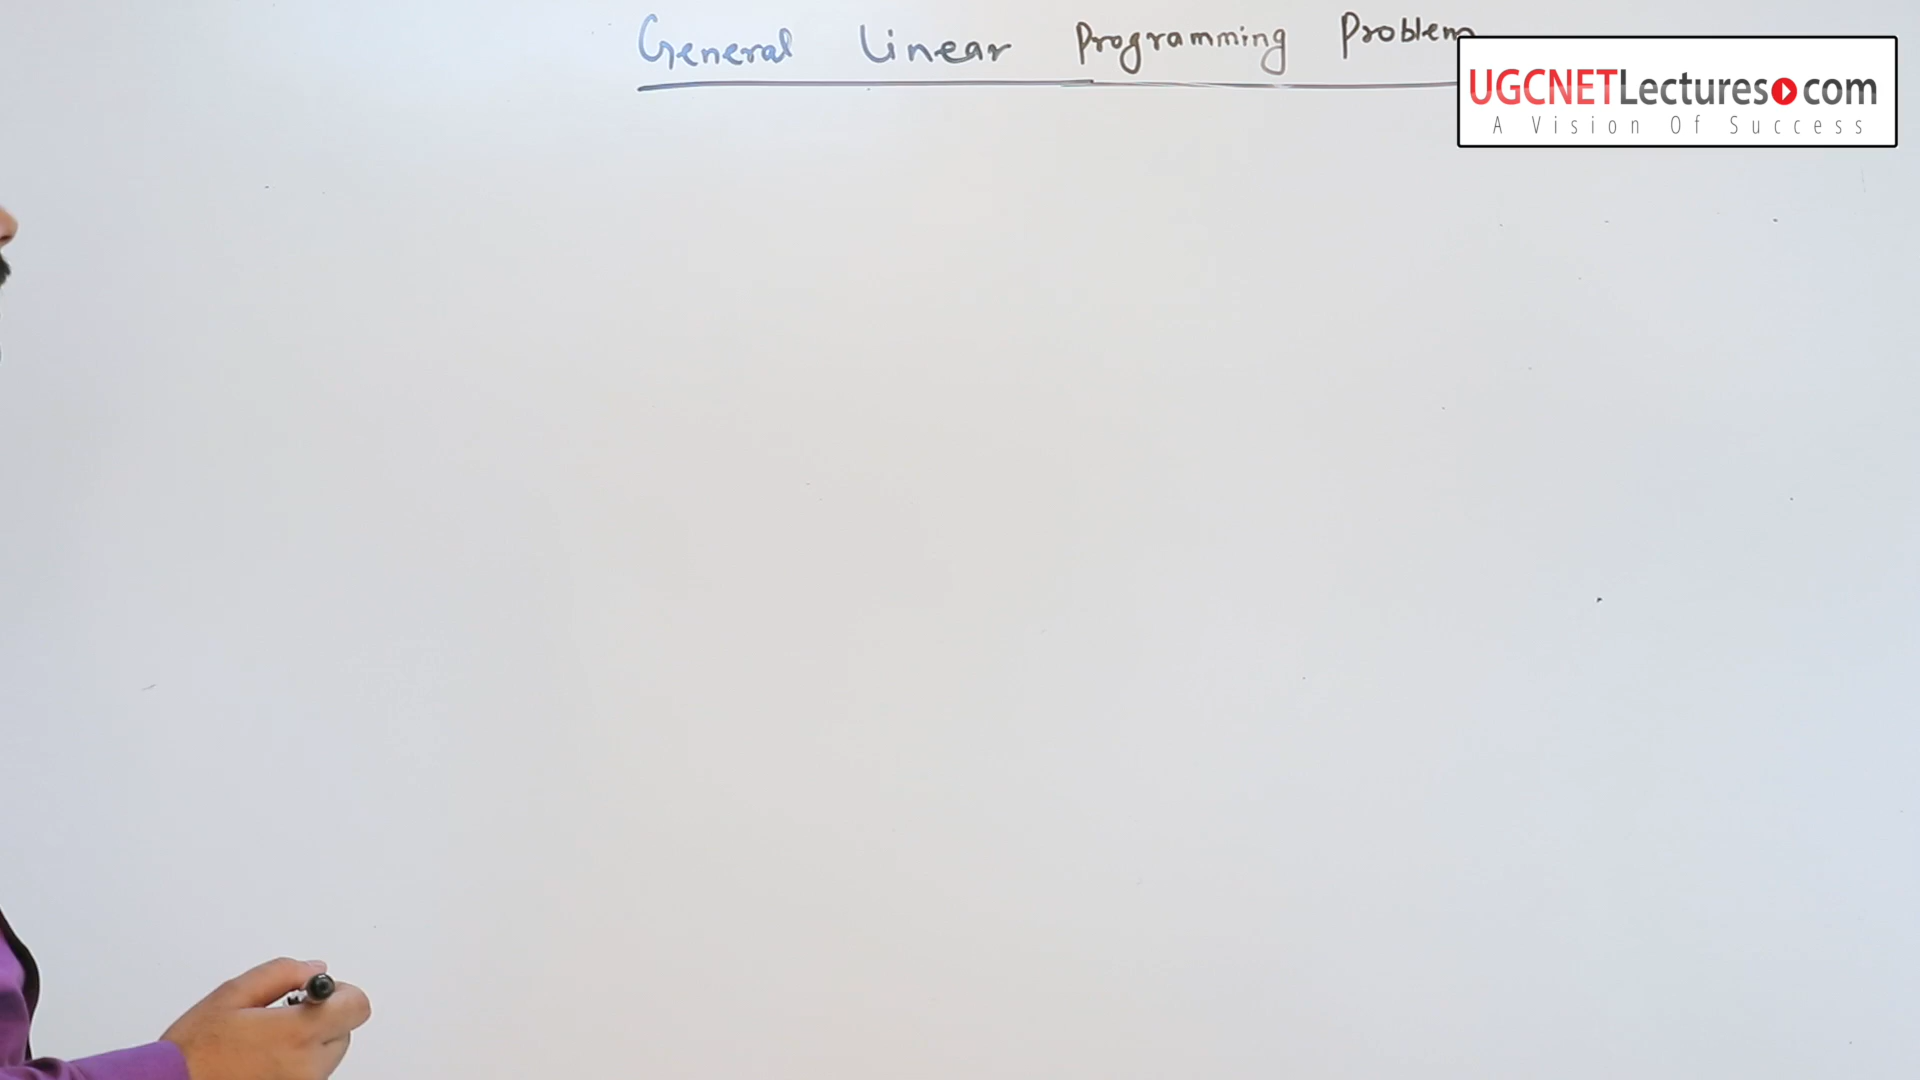 General Linear Programming Problem
UGCNETLectures.com
A Vision Of Success